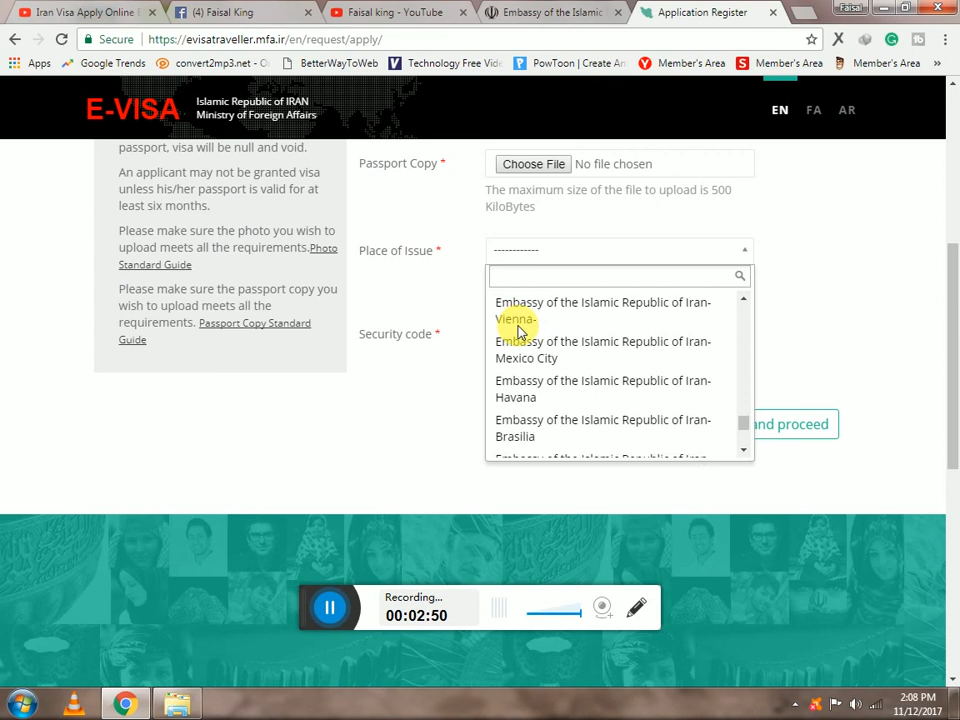 Iran Visa Apply Online E
(4) Faisal King
Faisal king - YouTube
Embassy of the Islamic
Application Register
Faisal
Secure
https://evisatraveller.mfa.ir/en/request/apply/
Apps
Google Trends
convert2mp3.net - O
BetterWayToWeb
Technology Free Vide
PowToon | Create An
Member's Area
Member's Area
Member's Area
»
E-VISA
Islamic Republic of IRAN
Ministry of Foreign Affairs
EN FA AR
passport, visa will be null and void.
An applicant may not be granted visa
unless his/her passport is valid for at
least six months.
Please make sure the photo you wish to
upload meets all the requirements.Photo
Standard Guide
Please make sure the passport copy you
wish to upload meets all the
requirements. Passport Copy Standard
Guide
Passport Copy *
Choose File No file chosen
The maximum size of the file to upload is 500
KiloBytes
Place of Issue *
------------
Embassy of the Islamic Republic of Iran-
Vienna-
Embassy of the Islamic Republic of Iran-
Mexico City
Embassy of the Islamic Republic of Iran-
Havana
Embassy of the Islamic Republic of Iran-
Brasilia
Security code *
and proceed
Recording...
00:02:50
2:08 PM
11/12/2017